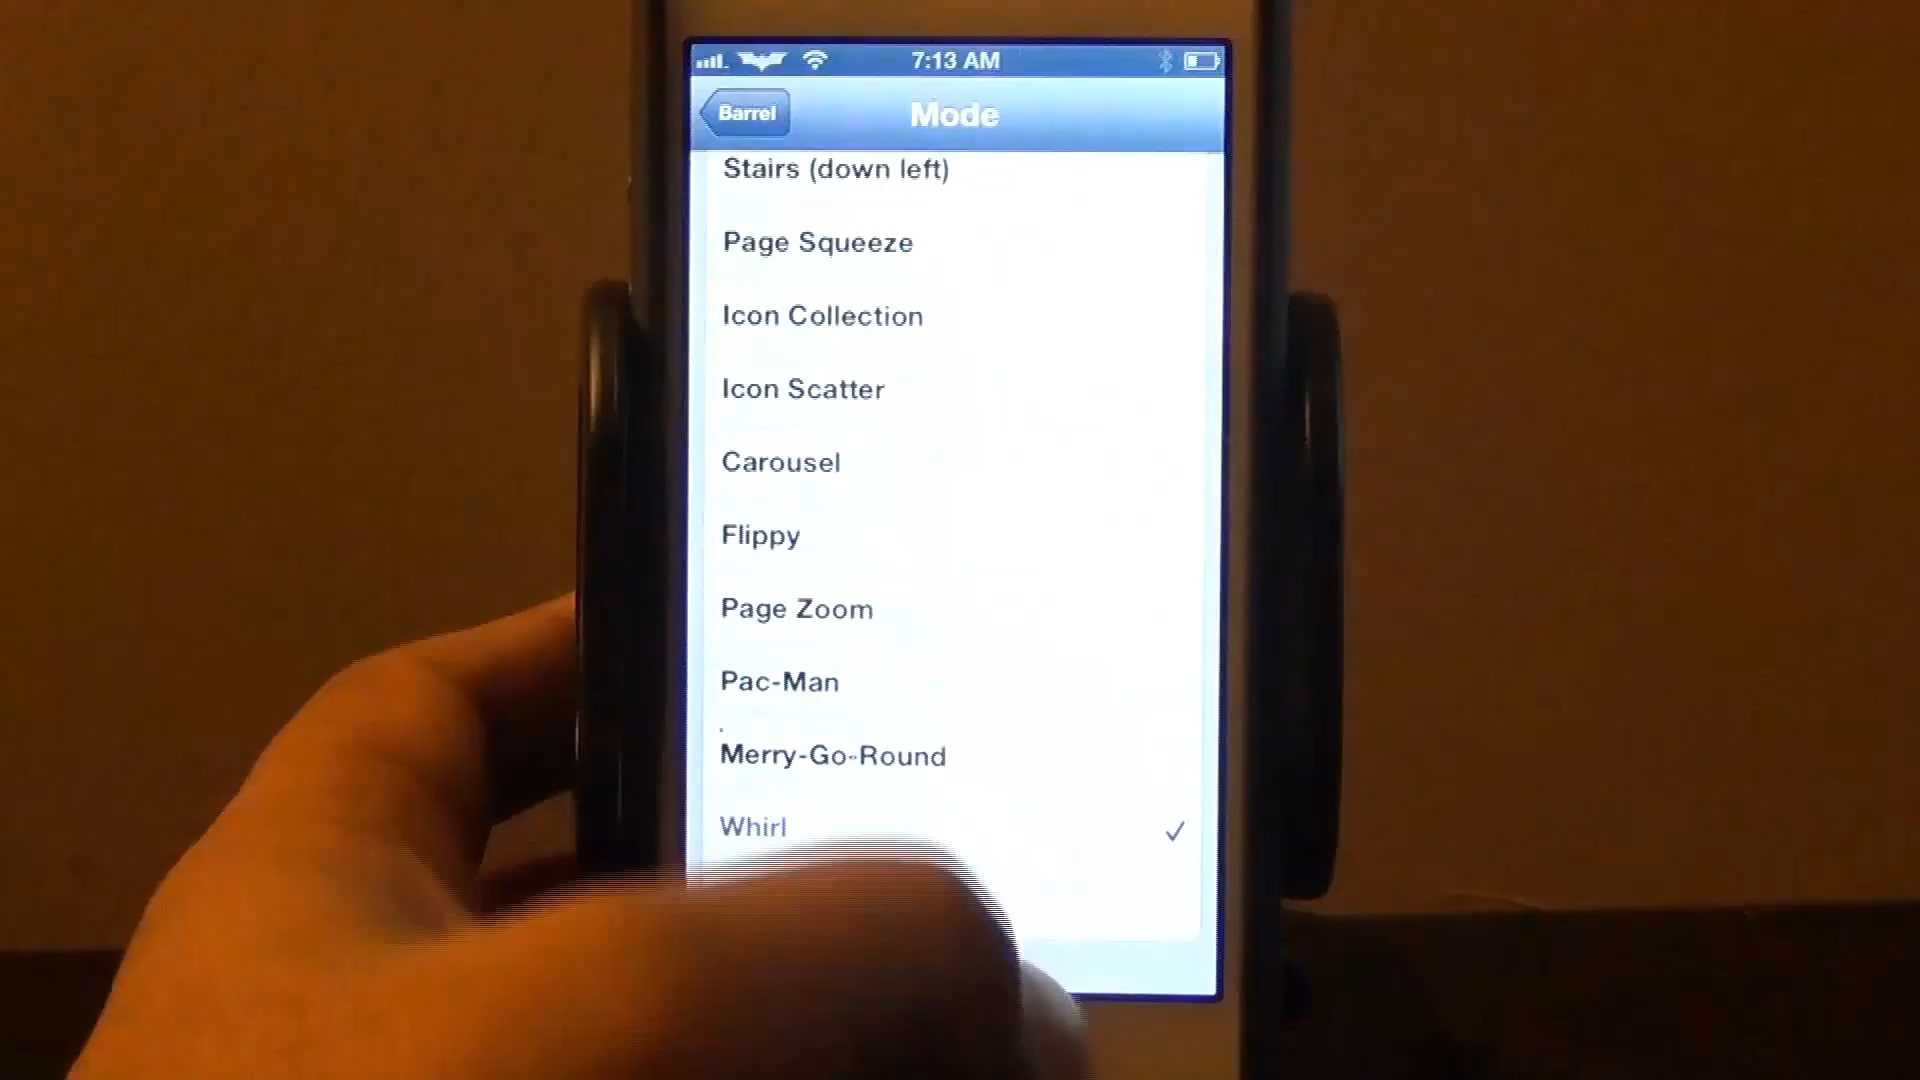 7:13 AM
Barrel
Mode
Stairs (down left)
Page Squeeze
Icon Collection
Icon Scatter
Carousel
Flippy
Page Zoom
Pac-Man
Merry-Go-Round
Whirl